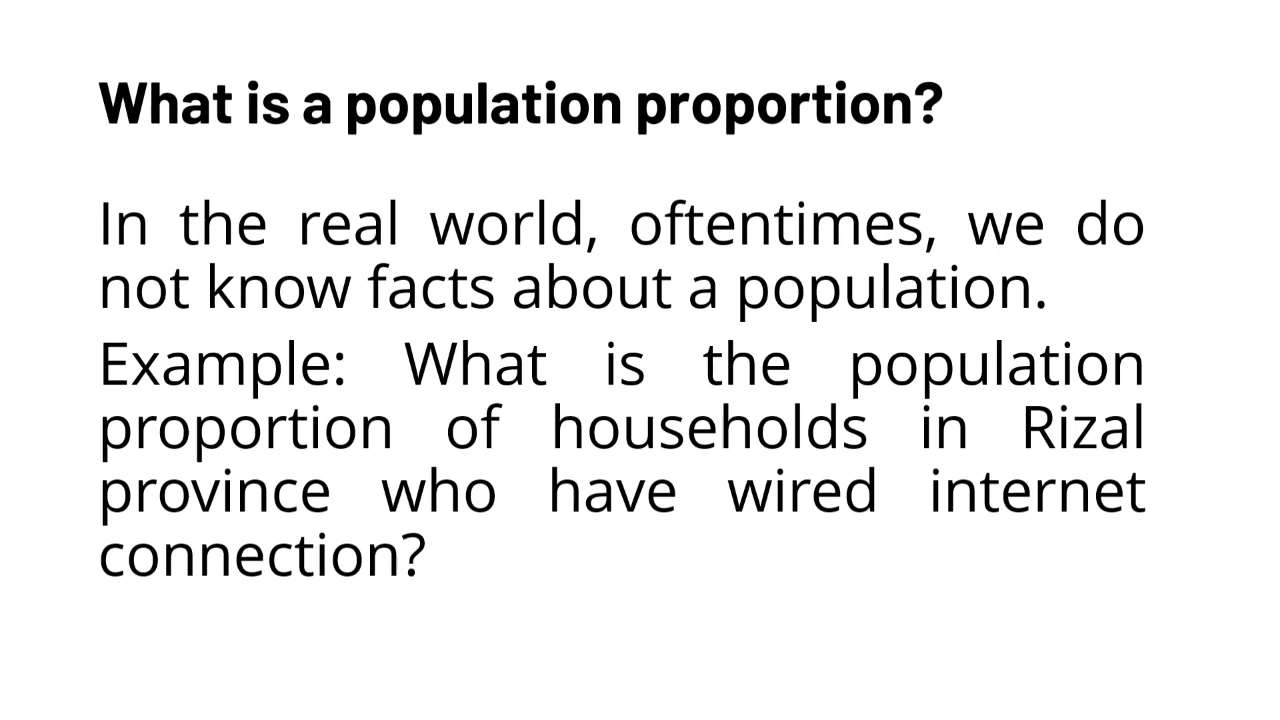 What is a population proportion?
In the real world, oftentimes, we do
not know facts about a population.
Example: What is the population
proportion of households in Rizal
province who have wired internet
connection?